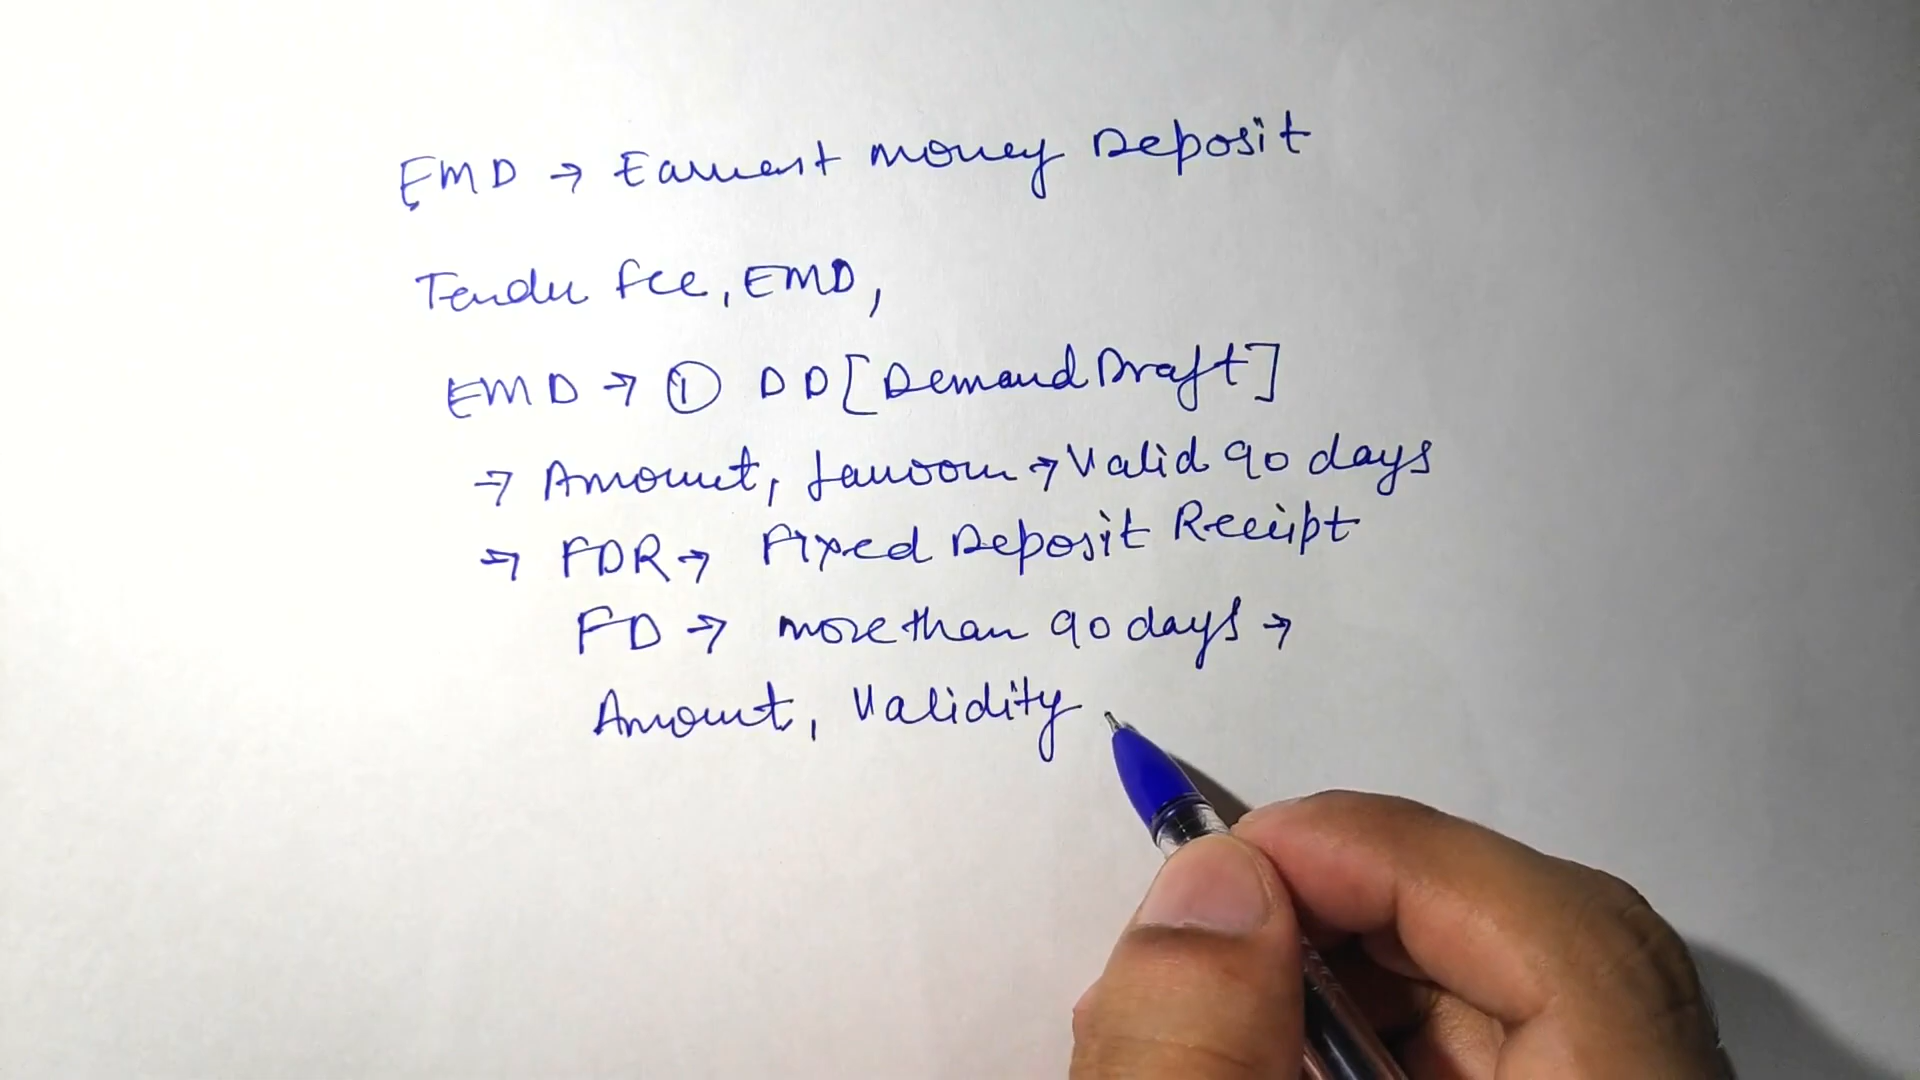 EMD → Earnest money Deposit
Tender fee, EMD,
EMD → ① DD [Demand Draft]
→ Amount, favour → Valid 90 days
→ FDR → Fixed Deposit Receipt
FD → more than 90 days →
Amount, Validity